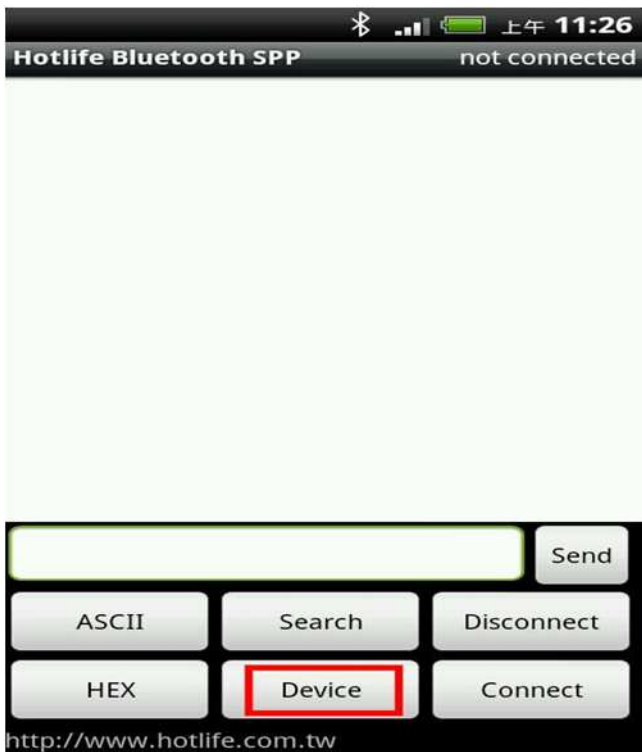 上午 11:26
Hotlife Bluetooth SPP not connected
Send
ASCII Search Disconnect
HEX Device Connect
http://www.hotlife.com.tw